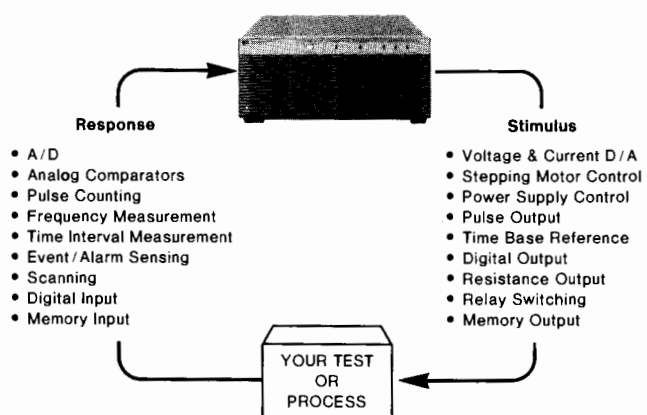 Response
• A/D
• Analog Comparators
• Pulse Counting
• Frequency Measurement
• Time Interval Measurement
• Event/Alarm Sensing
• Scanning
• Digital Input
• Memory Input
Stimulus
• Voltage & Current D/A
• Stepping Motor Control
• Power Supply Control
• Pulse Output
• Time Base Reference
• Digital Output
• Resistance Output
• Relay Switching
• Memory Output
YOUR TEST
OR
PROCESS